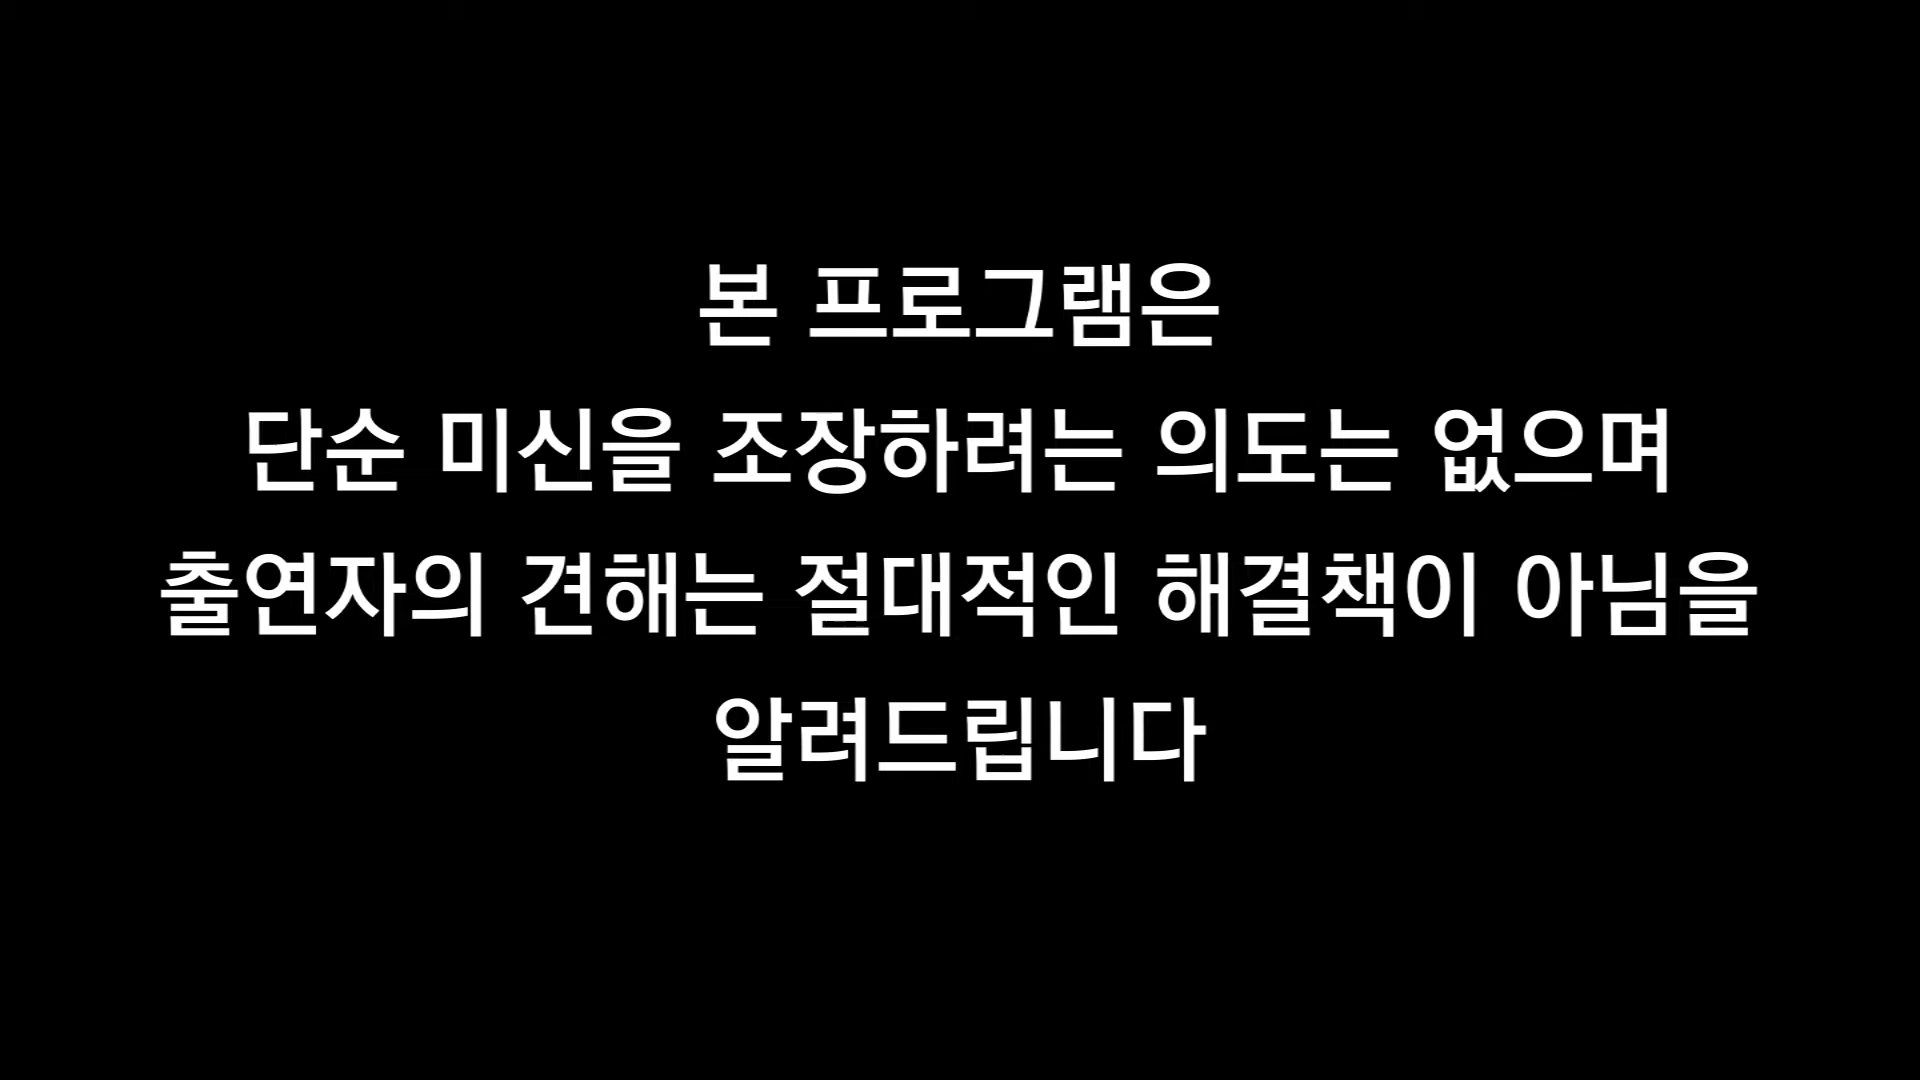 본 프로그램은
단순 미신을 조장하려는 의도는 없으며
출연자의 견해는 절대적인 해결책이 아님을
알려드립니다